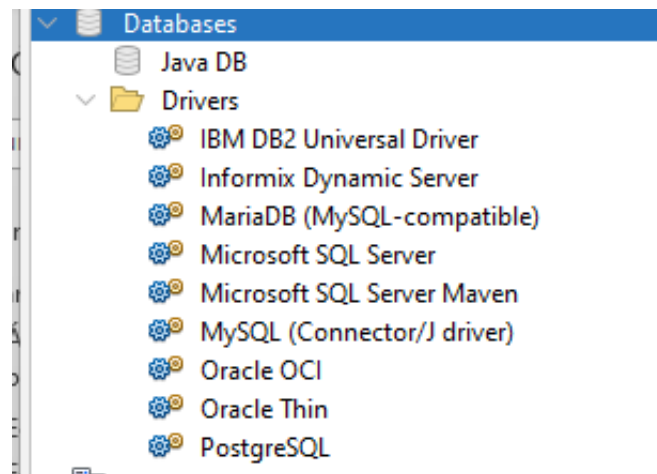 Databases
Java DB
Drivers
IBM DB2 Universal Driver
Informix Dynamic Server
MariaDB (MySQL-compatible)
Microsoft SQL Server
Microsoft SQL Server Maven
MySQL (Connector/J driver)
Oracle OCI
Oracle Thin
PostgreSQL